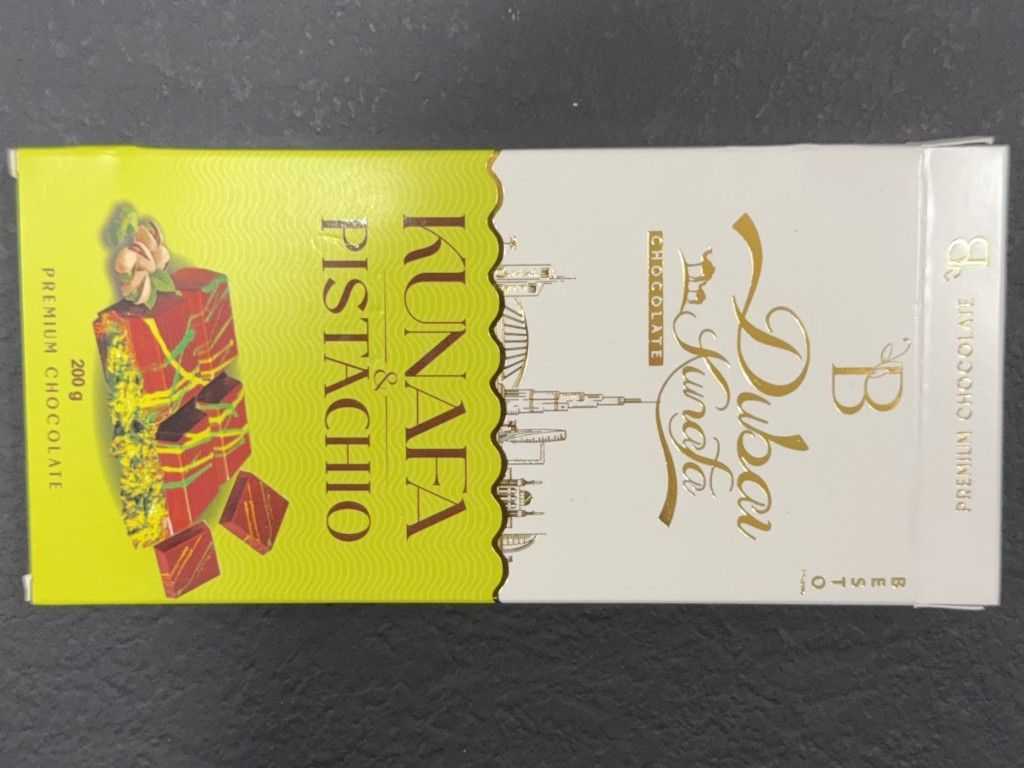 B
PREMIUM CHOCOLATE
B
BESTO
Dubai
Kunafa
CHOCOLATE
KUNAFA
&
PISTACHIO
200 g
PREMIUM CHOCOLATE